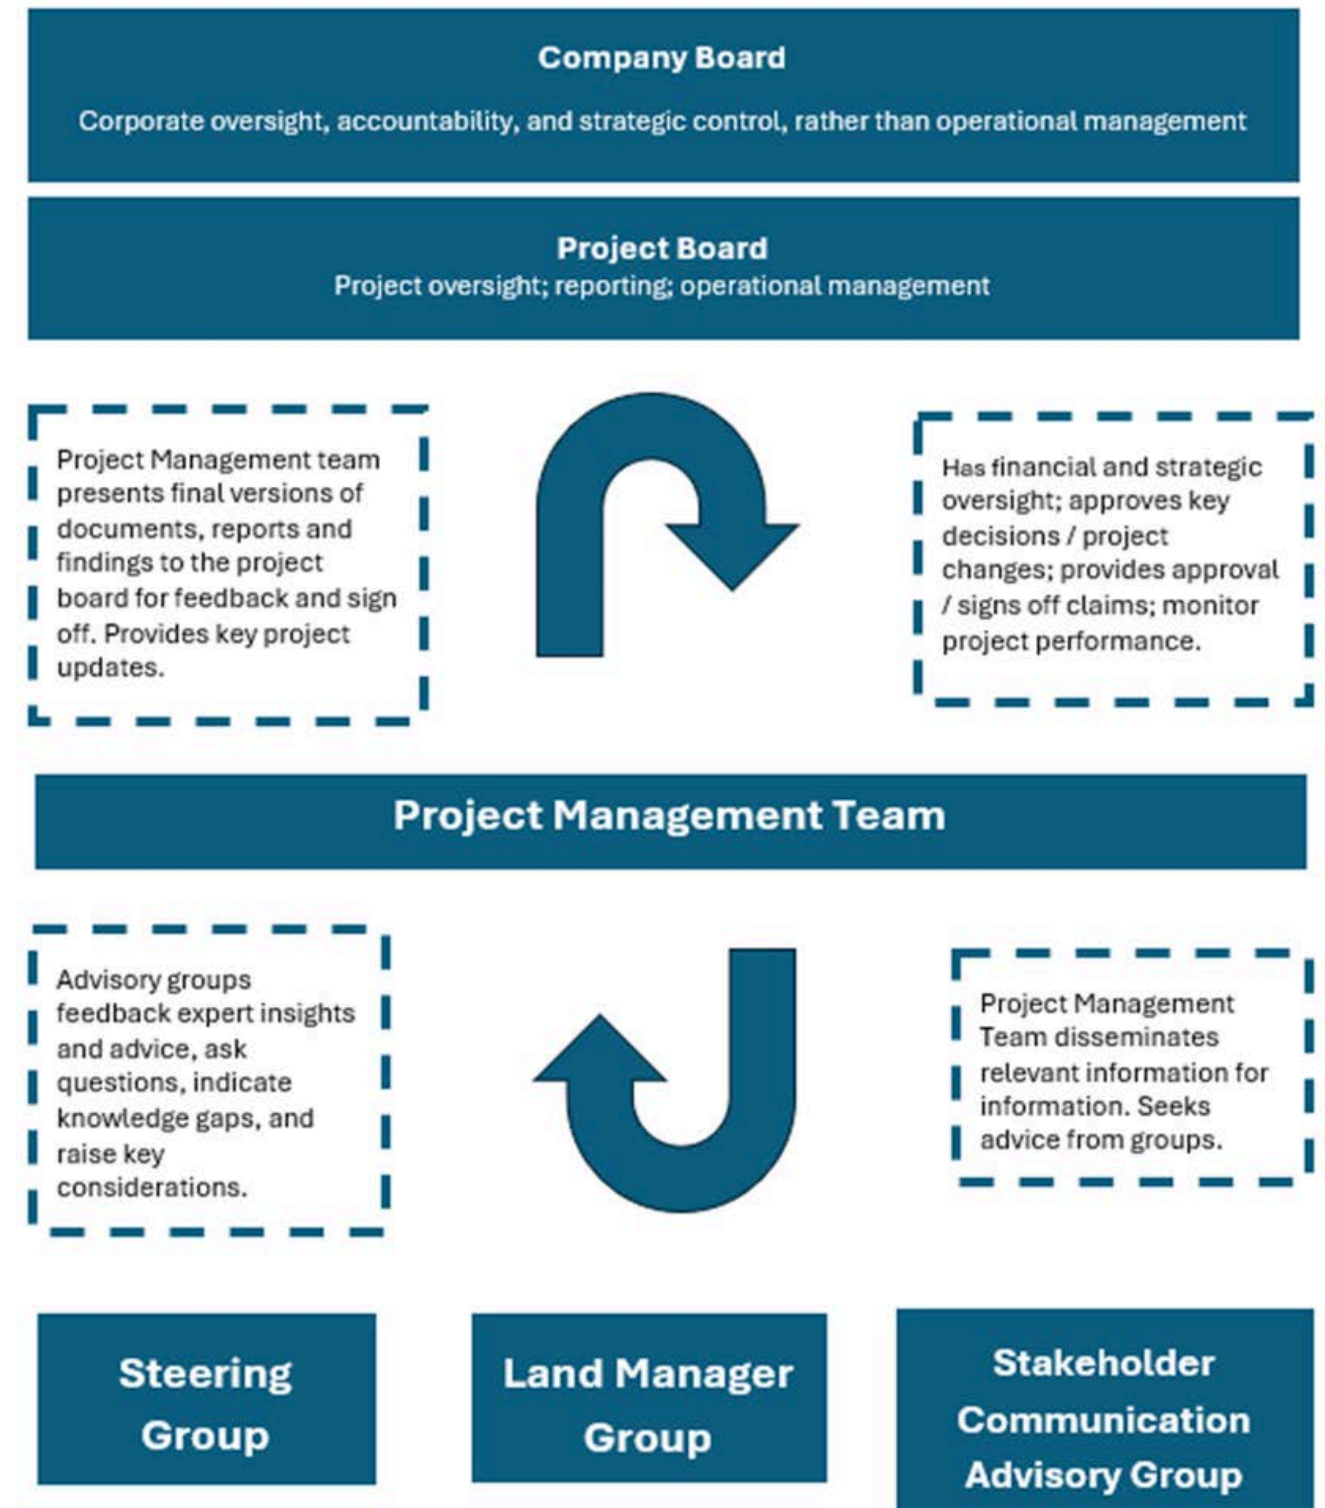 Company Board
Corporate oversight, accountability, and strategic control, rather than operational management
Project Board
Project oversight; reporting; operational management
Project Management team
presents final versions of
documents, reports and
findings to the project
board for feedback and sign
off. Provides key project
updates.
Has financial and strategic
oversight; approves key
decisions / project
changes; provides approval
/ signs off claims; monitor
project performance.
Project Management Team
Advisory groups
feedback expert insights
and advice, ask
questions, indicate
knowledge gaps, and
raise key
considerations.
Project Management
Team disseminates
relevant information for
information. Seeks
advice from groups.
Steering
Group
Land Manager
Group
Stakeholder
Communication
Advisory Group